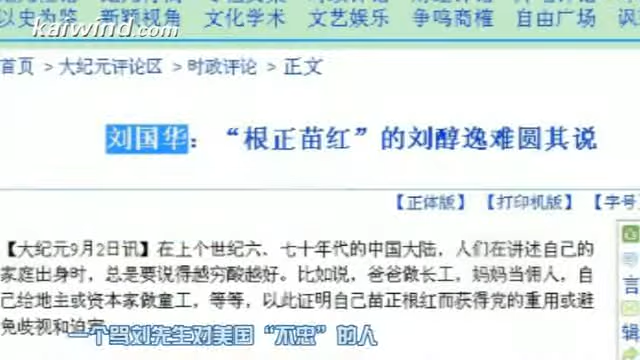 kaiwind.com
以史为鉴 新野视角 文化学术 文艺娱乐 争鸣商榷 自由广场
首页 > 大纪元评论区 > 时政评论 > 正文
刘国华：“根正苗红”的刘醇逸难圆其说
【正体版】 【打印机版】 【字号
【大纪元9月2日讯】在上个世纪六、七十年代的中国大陆，人们在讲述自己的
家庭出身时，总是要说得越穷酸越好。比如说，爸爸做长工，妈妈当佣人，自
己给地主或资本家做童工，等等，以此证明自己苗正根红而获得党的重用或避
免歧视和迫害
一个骂刘先生对美国“不忠”的人
言
辑